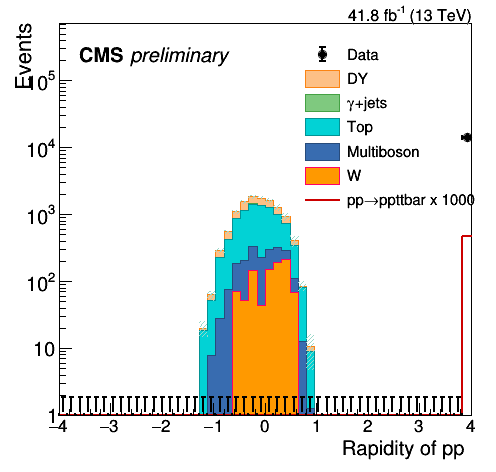 41.8 fb⁻¹ (13 TeV)
Events
CMS preliminary
Data
DY
γ+jets
Top
Multiboson
W
pp→ppttbar x 1000
10⁵
10⁴
10³
10²
10
1
−4 −3 −2 −1 0 1 2 3 4
Rapidity of pp